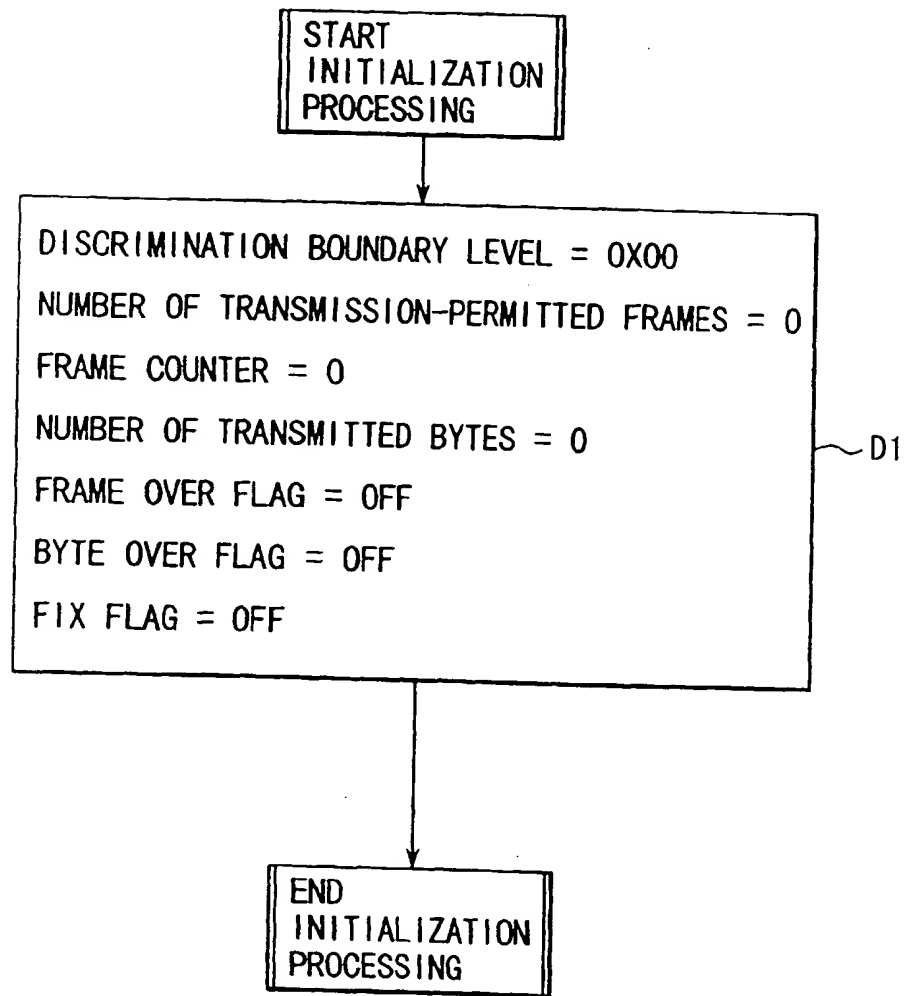 START
INITIALIZATION
PROCESSING
DISCRIMINATION BOUNDARY LEVEL = 0X00
NUMBER OF TRANSMISSION-PERMITTED FRAMES = 0
FRAME COUNTER = 0
NUMBER OF TRANSMITTED BYTES = 0
FRAME OVER FLAG = OFF
BYTE OVER FLAG = OFF
FIX FLAG = OFF
D1
END
INITIALIZATION
PROCESSING